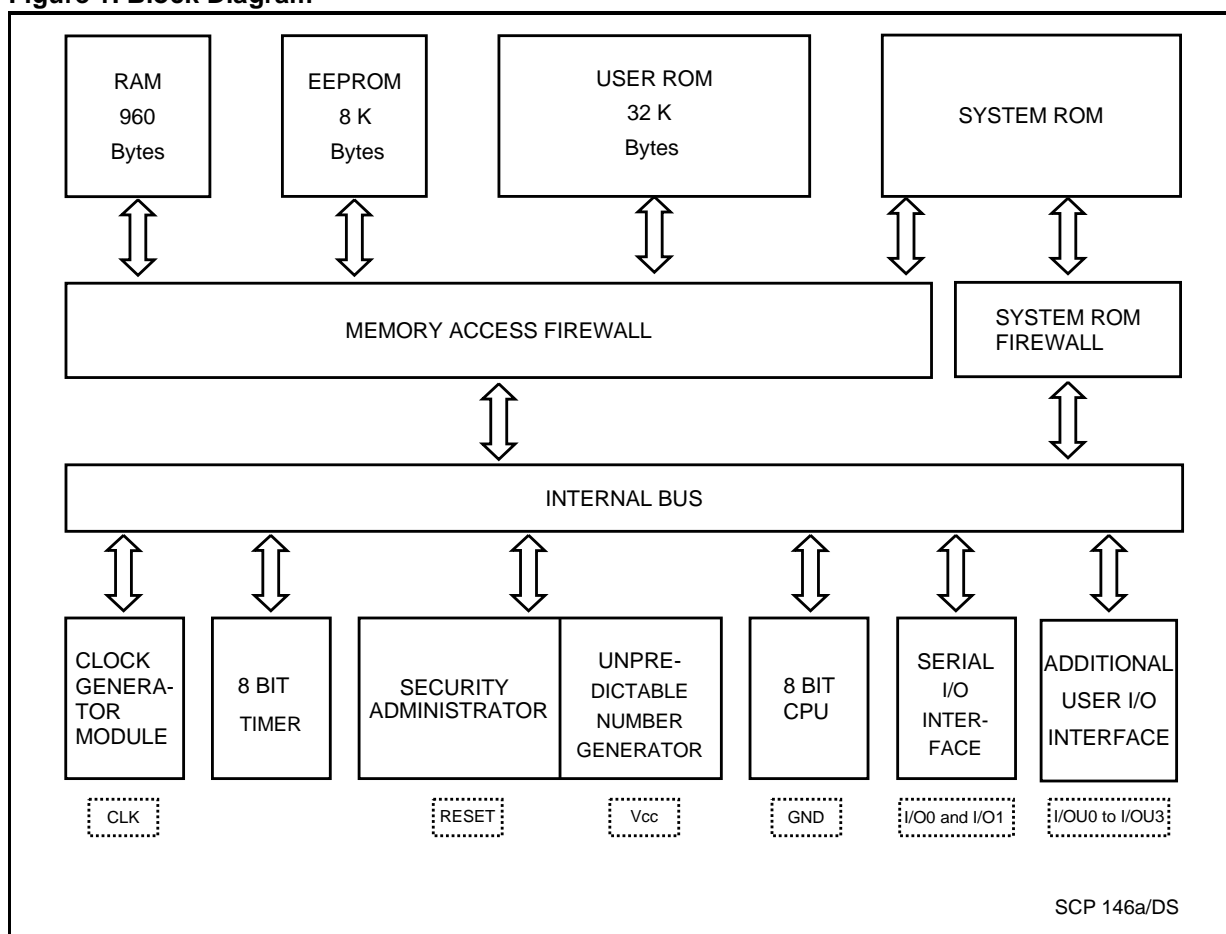 Figure 1. Block Diagram
RAM
960
Bytes
EEPROM
8 K
Bytes
USER ROM
32 K
Bytes
SYSTEM ROM
MEMORY ACCESS FIREWALL
SYSTEM ROM
FIREWALL
INTERNAL BUS
CLOCK
GENERA-
TOR
MODULE
8 BIT
TIMER
SECURITY
ADMINISTRATOR
UNPRE-
DICTABLE
NUMBER
GENERATOR
8 BIT
CPU
SERIAL
I/O
INTER-
FACE
ADDITIONAL
USER I/O
INTERFACE
CLK
RESET
Vcc
GND
I/O0 and I/O1
I/OU0 to I/OU3
SCP 146a/DS